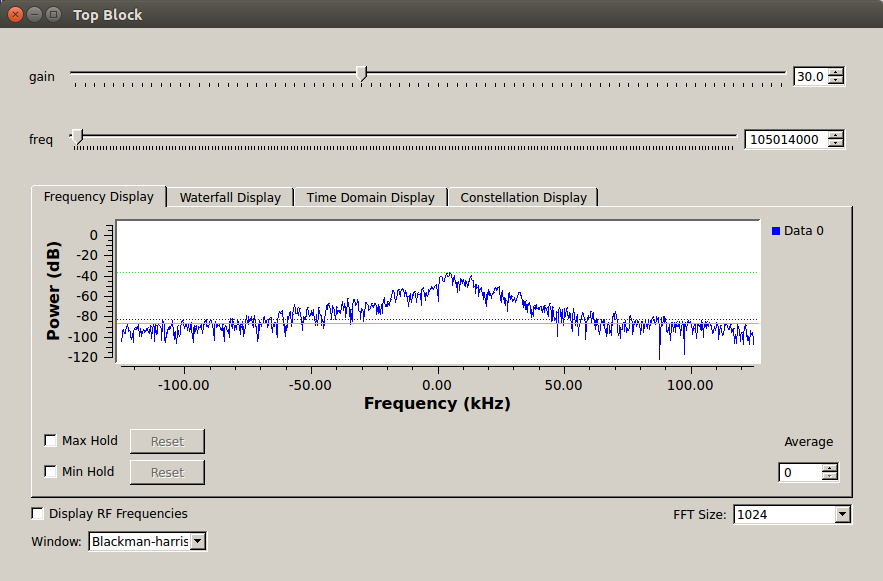 Top Block
gain 30.0
freq 105014000
Frequency Display Waterfall Display Time Domain Display Constellation Display
Data 0
Power (dB)
0
-20
-40
-60
-80
-100
-120
-100.00 -50.00 0.00 50.00 100.00
Frequency (kHz)
Max Hold Reset Average
Min Hold Reset 0
Display RF Frequencies FFT Size: 1024
Window: Blackman-harris